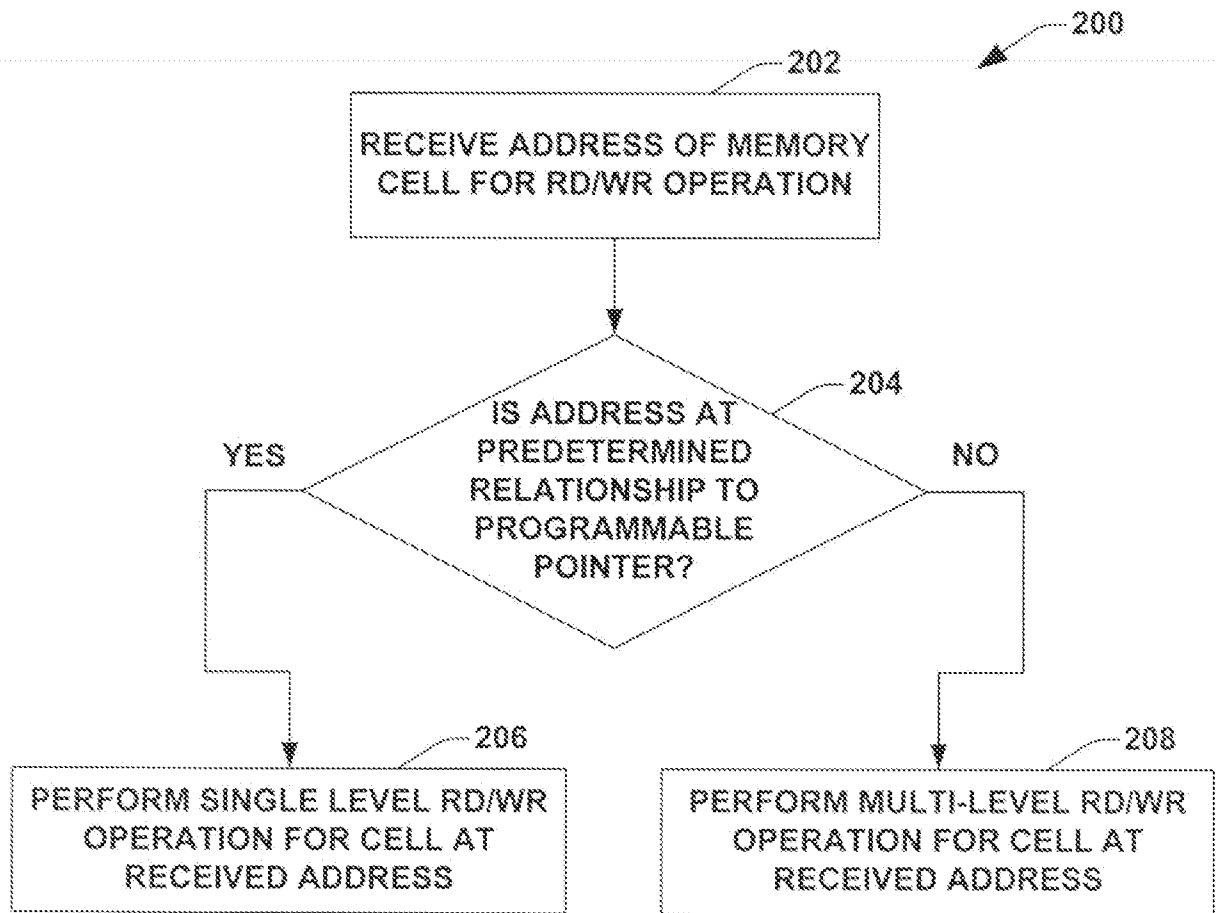 200
202
RECEIVE ADDRESS OF MEMORY
CELL FOR RD/WR OPERATION
204
IS ADDRESS AT
PREDETERMINED
RELATIONSHIP TO
PROGRAMMABLE
POINTER?
YES
NO
206
PERFORM SINGLE LEVEL RD/WR
OPERATION FOR CELL AT
RECEIVED ADDRESS
208
PERFORM MULTI-LEVEL RD/WR
OPERATION FOR CELL AT
RECEIVED ADDRESS